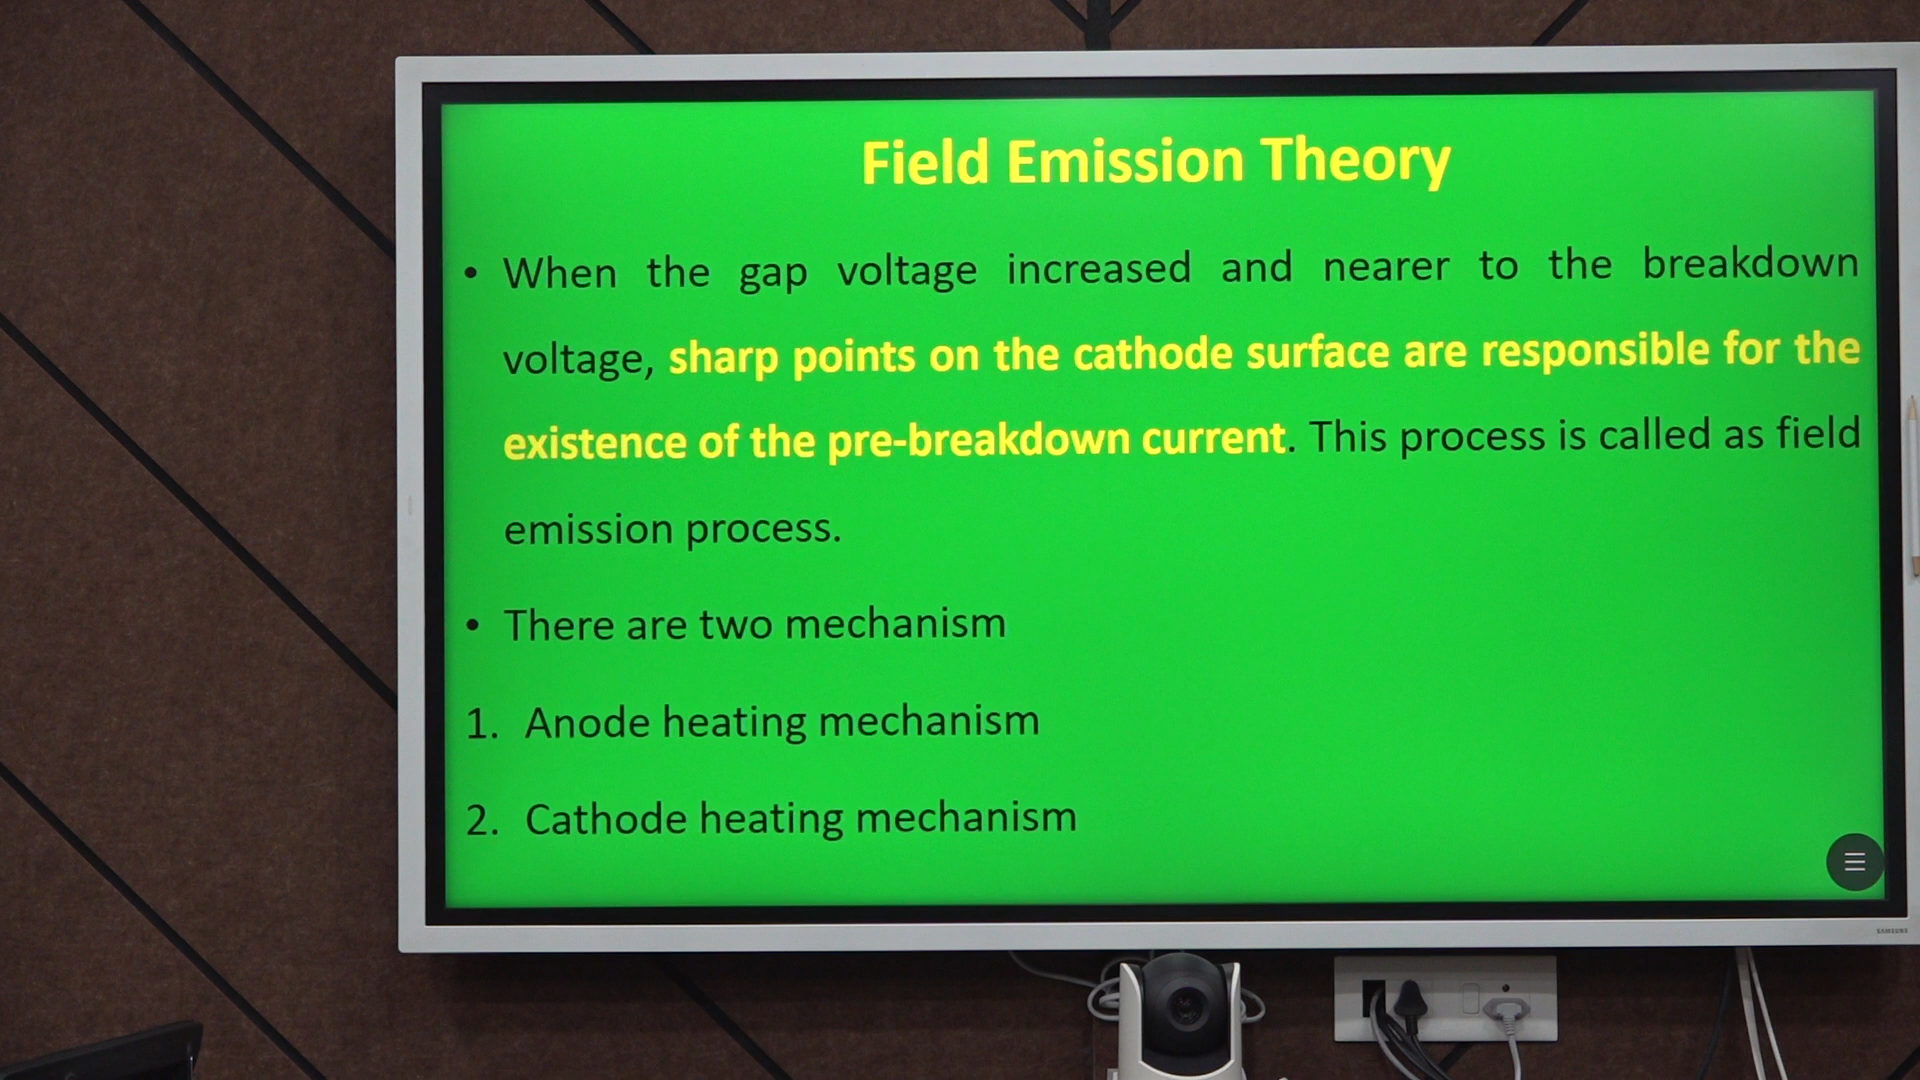 Field Emission Theory
• When the gap voltage increased and nearer to the breakdown
voltage, sharp points on the cathode surface are responsible for the
existence of the pre-breakdown current. This process is called as field
emission process.
• There are two mechanism
1. Anode heating mechanism
2. Cathode heating mechanism
SAMSUNG